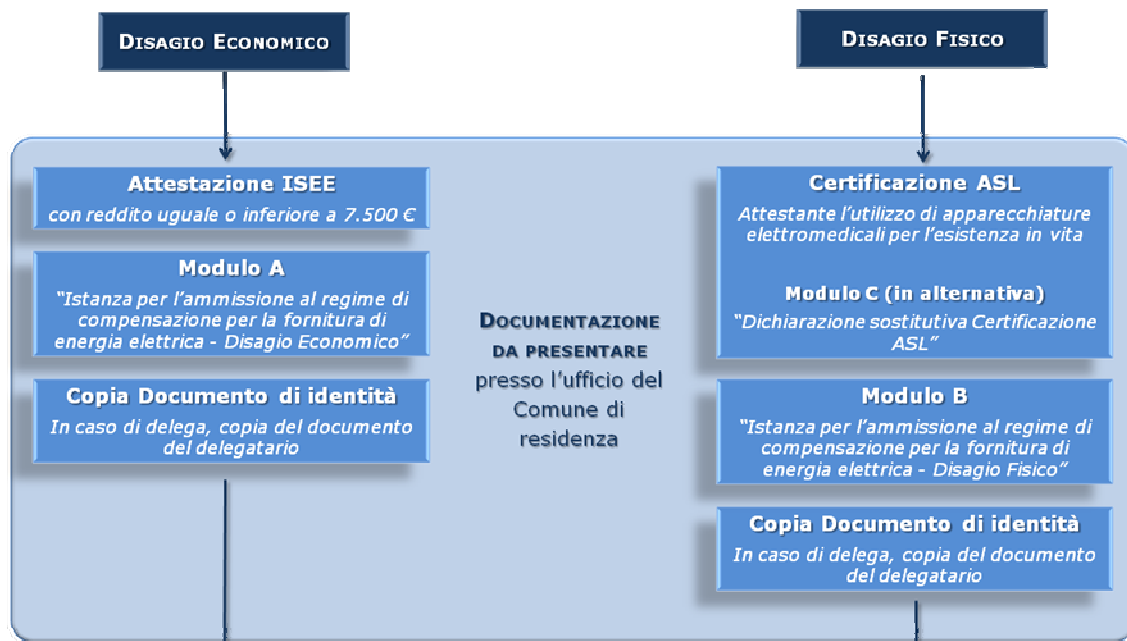 DISAGIO ECONOMICO
DISAGIO FISICO
Attestazione ISEE
con reddito uguale o inferiore a 7.500 €
Modulo A
“Istanza per l’ammissione al regime di
compensazione per la fornitura di
energia elettrica - Disagio Economico”
Copia Documento di identità
In caso di delega, copia del documento
del delegatario
DOCUMENTAZIONE
DA PRESENTARE
presso l’ufficio del
Comune di
residenza
Certificazione ASL
Attestante l’utilizzo di apparecchiature
elettromedicali per l’esistenza in vita
Modulo C (in alternativa)
“Dichiarazione sostitutiva Certificazione
ASL”
Modulo B
“Istanza per l’ammissione al regime di
compensazione per la fornitura di
energia elettrica - Disagio Fisico”
Copia Documento di identità
In caso di delega, copia del documento
del delegatario